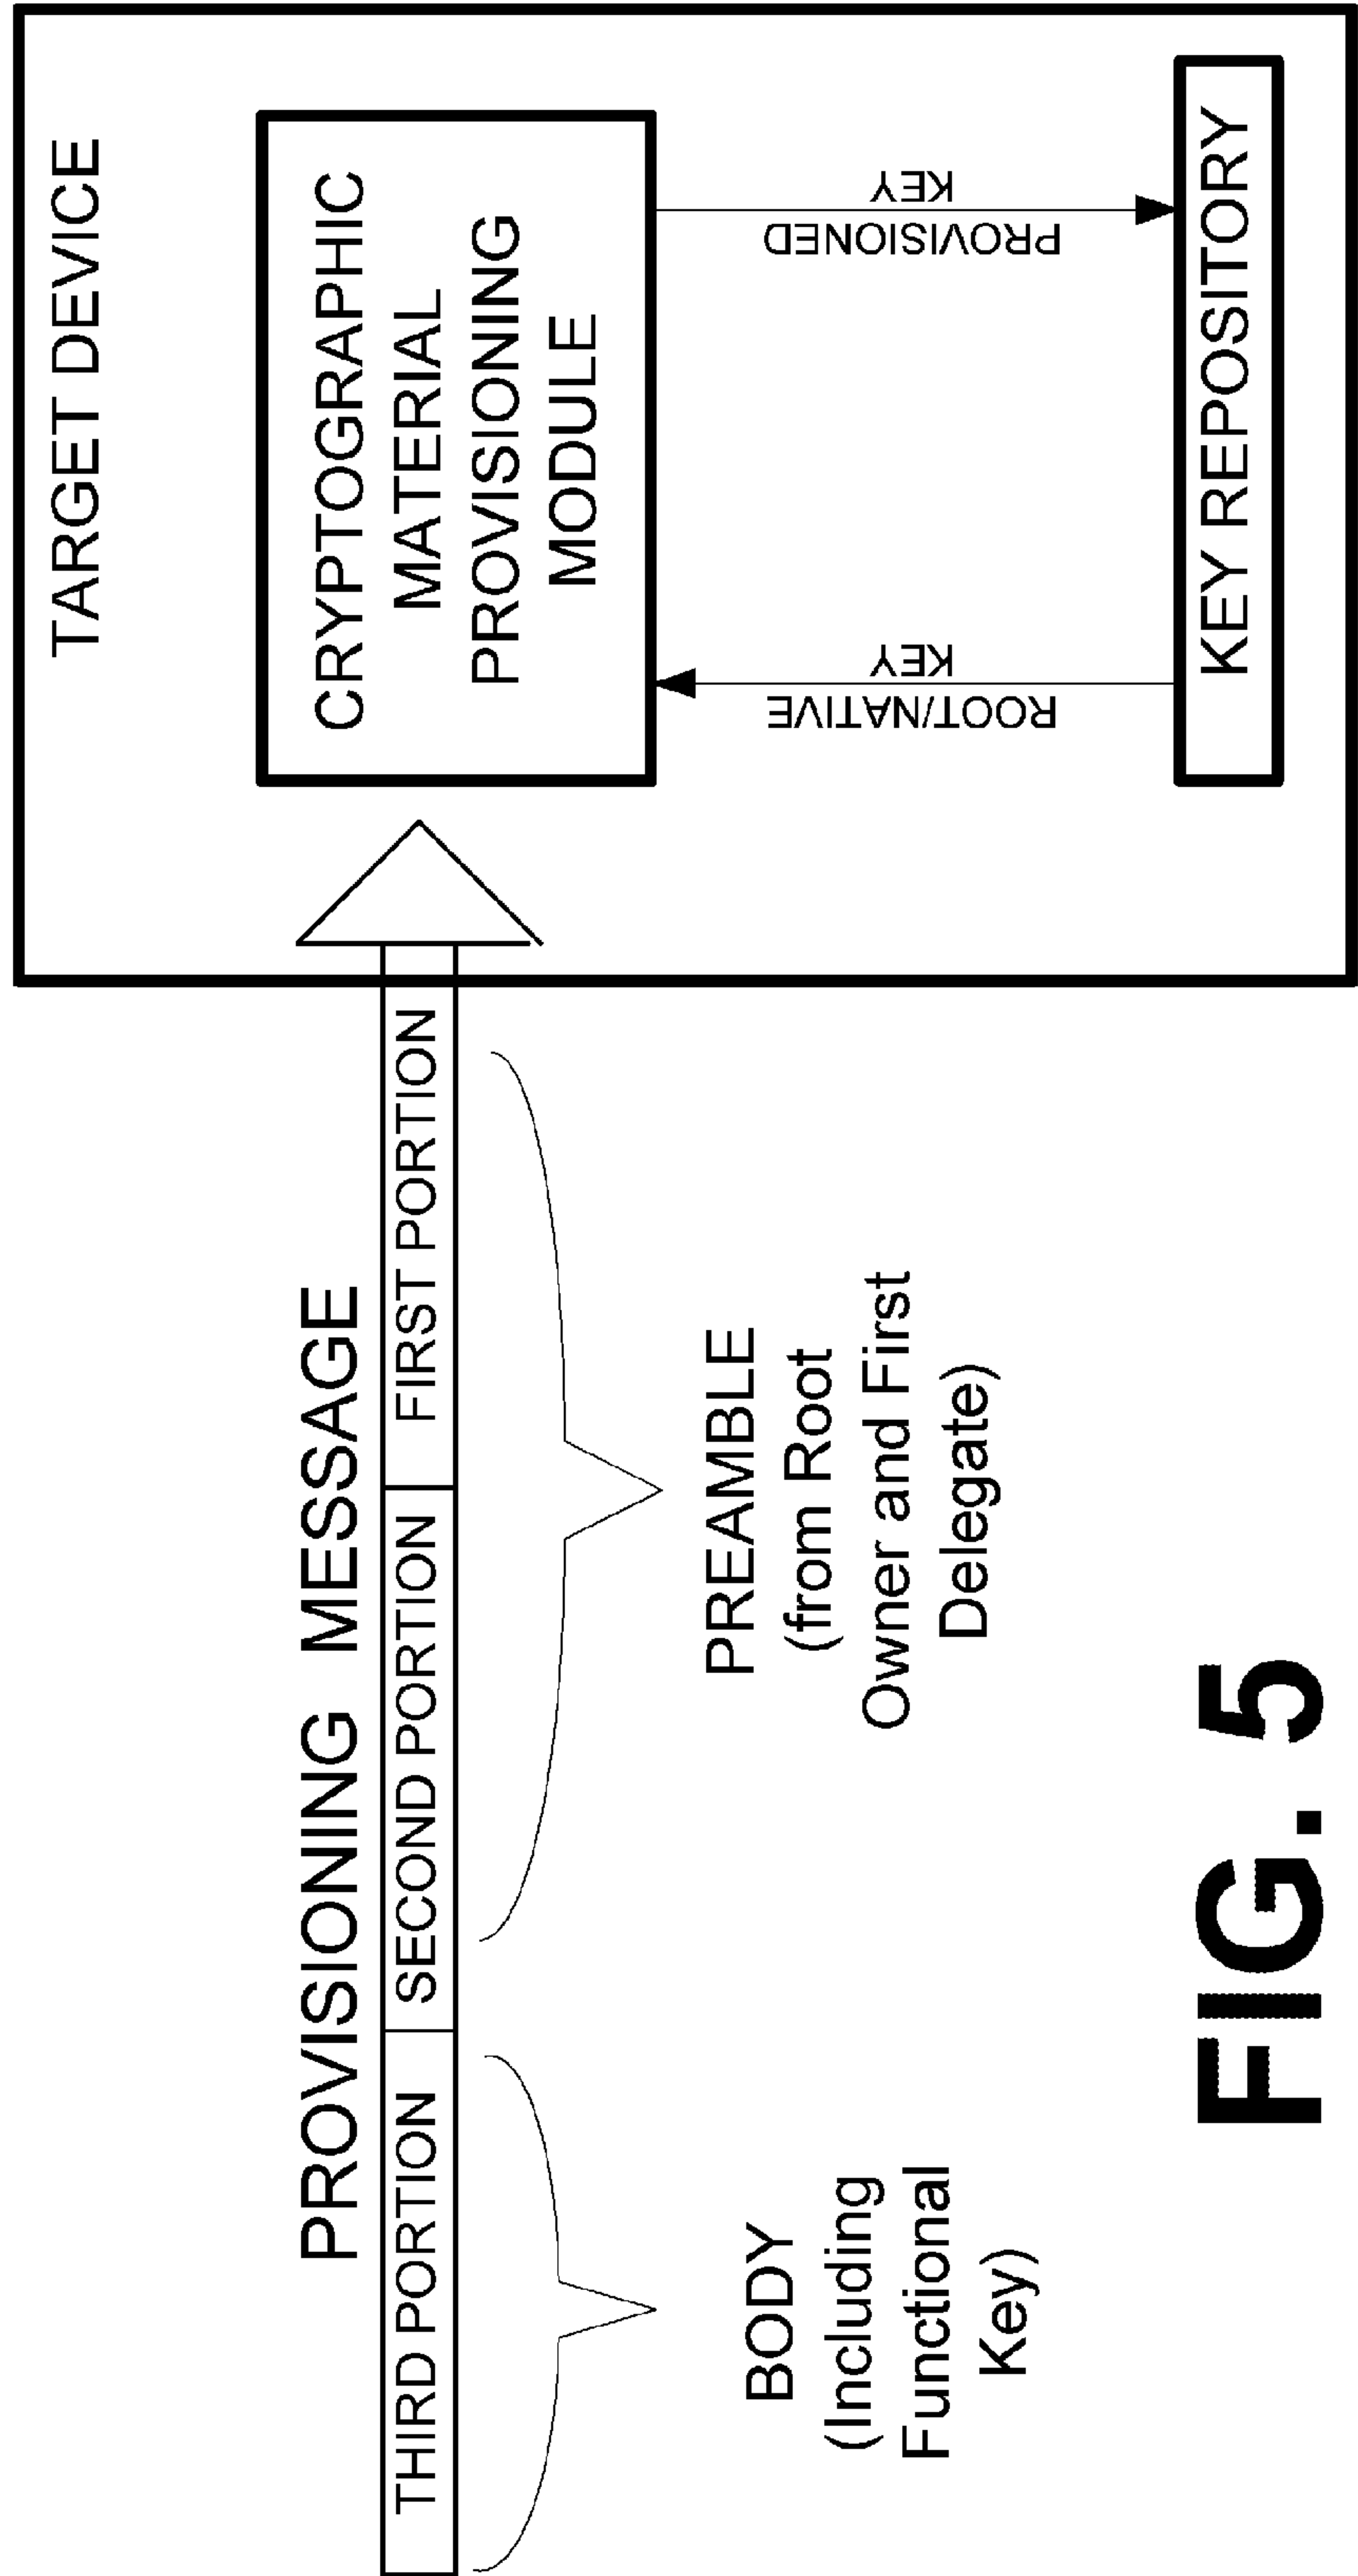 PROVISIONING MESSAGE
THIRD PORTION
SECOND PORTION
FIRST PORTION
BODY
(Including
Functional
Key)
PREAMBLE
(from Root
Owner and First
Delegate)
TARGET DEVICE
CRYPTOGRAPHIC
MATERIAL
PROVISIONING
MODULE
ROOT/NATIVE
KEY
PROVISIONED
KEY
KEY REPOSITORY
FIG. 5